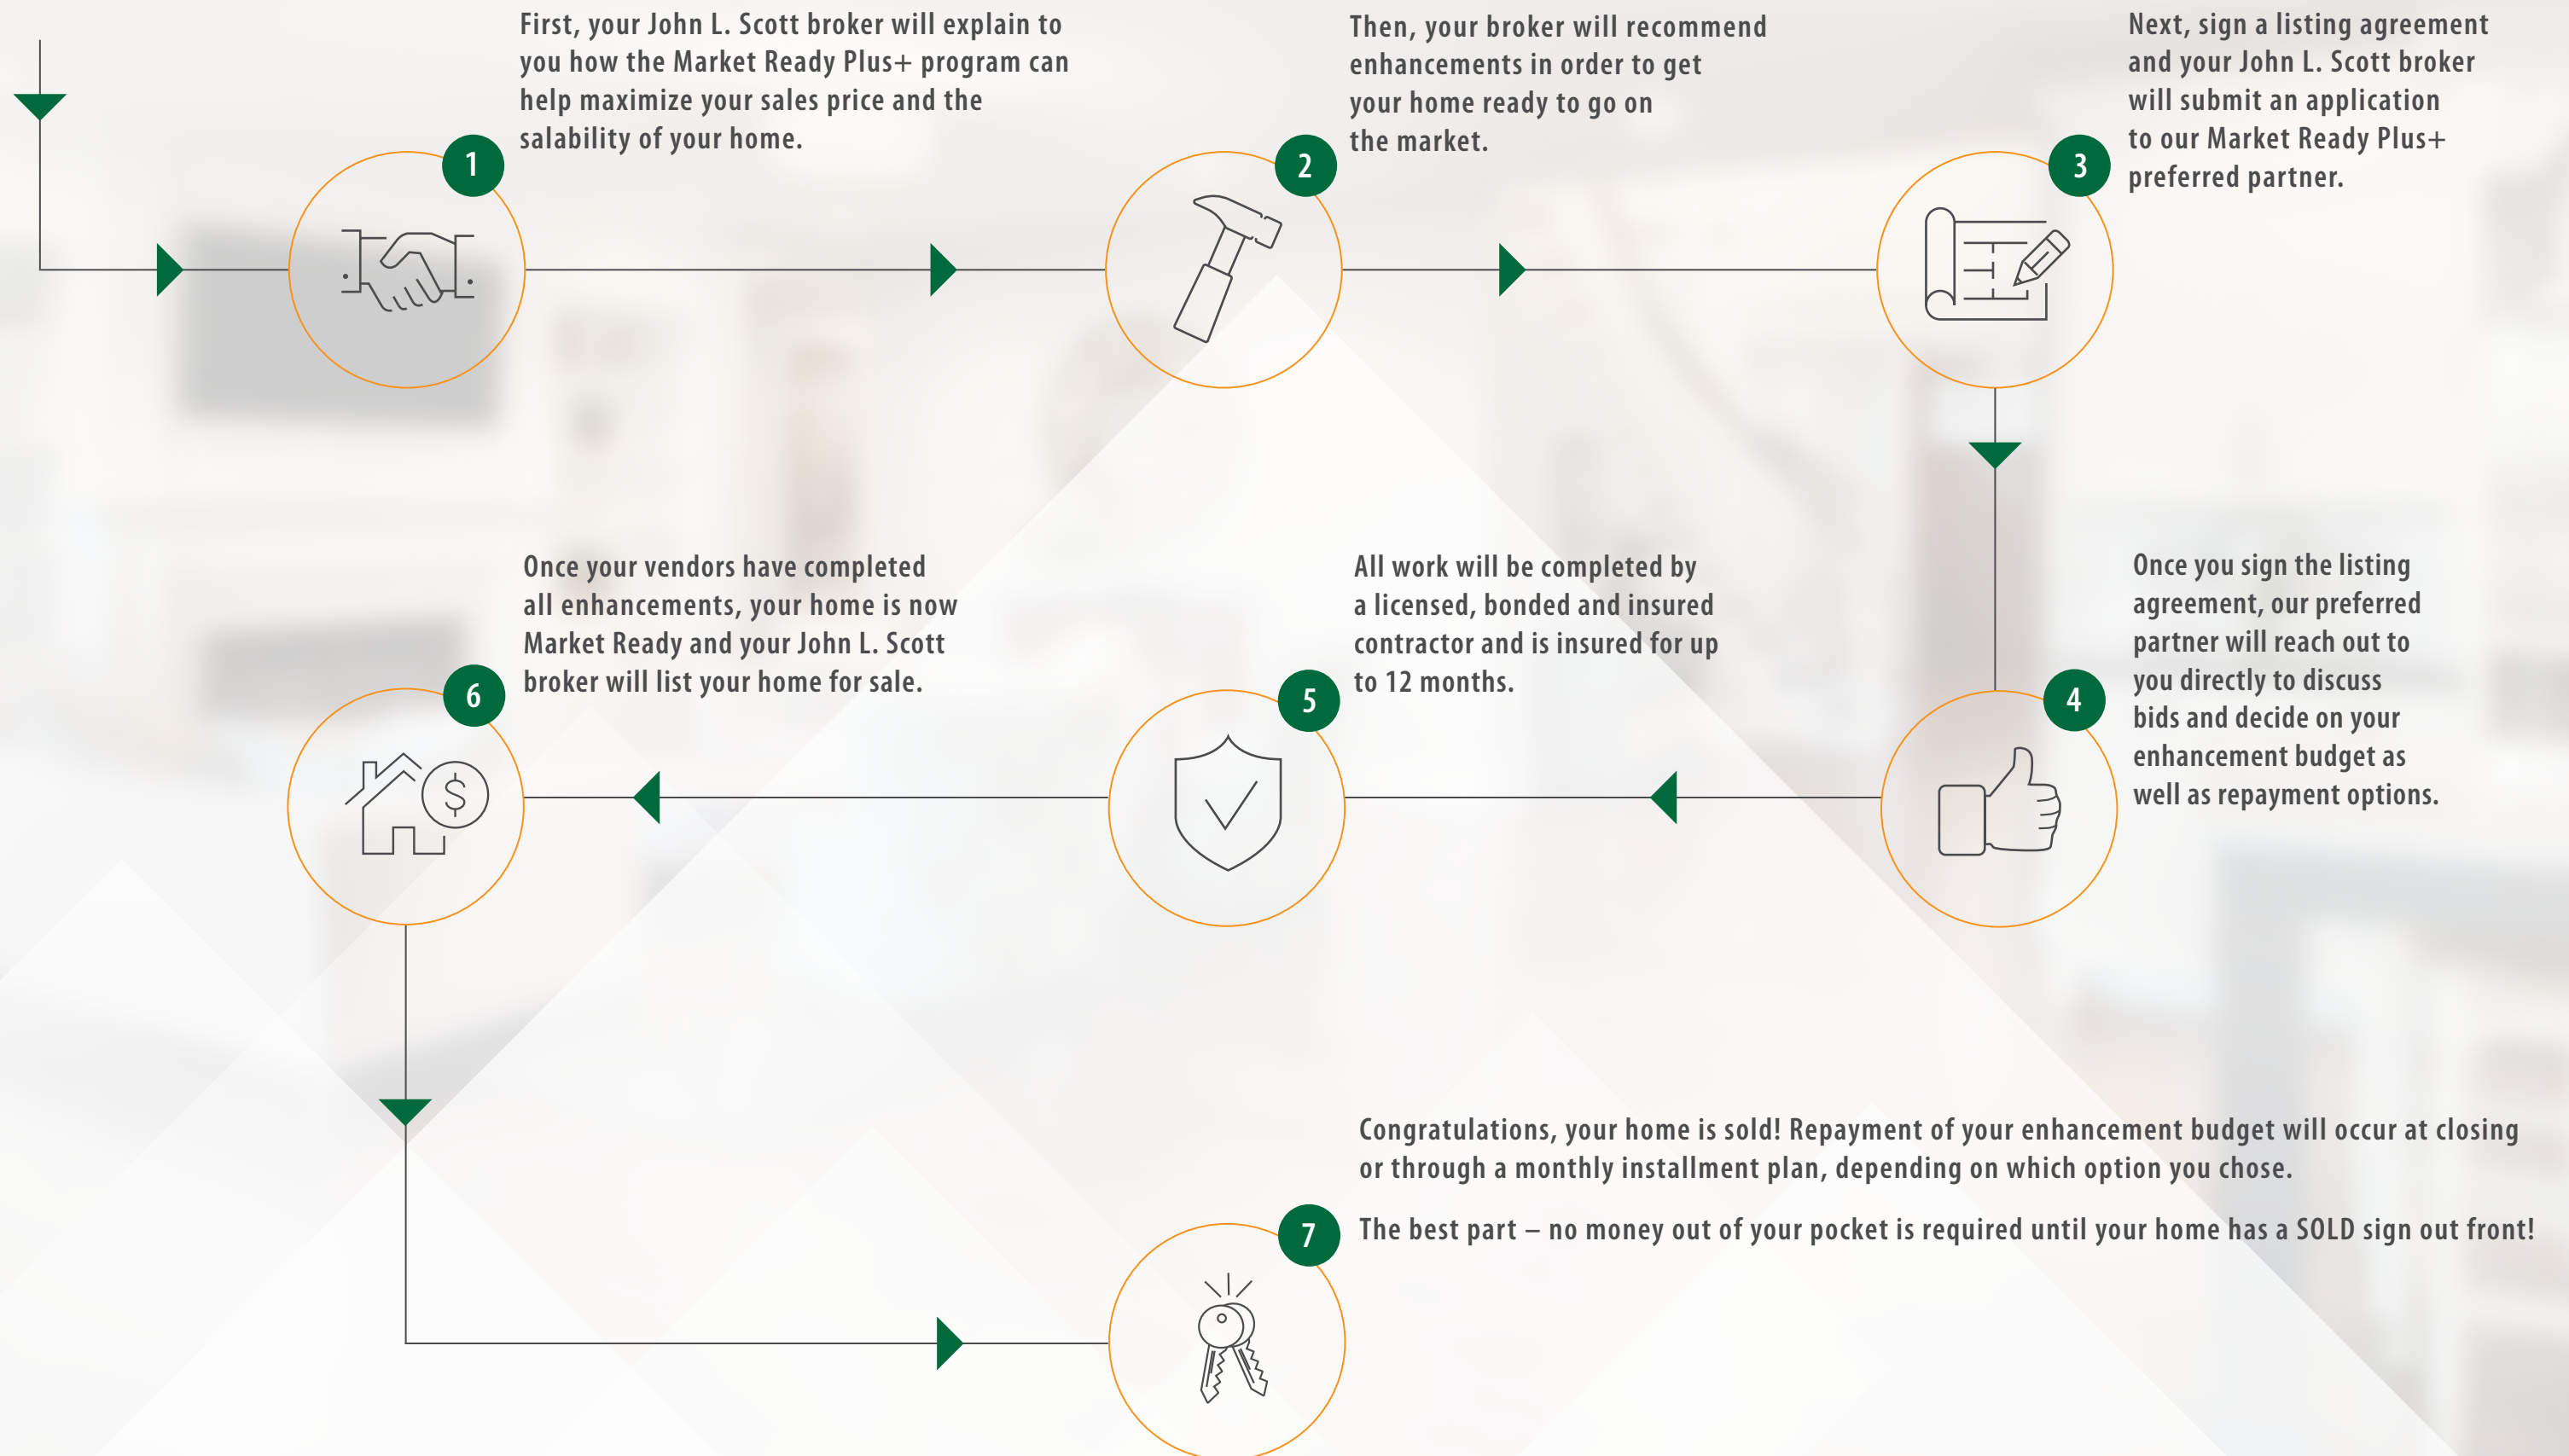 1
First, your John L. Scott broker will explain to
you how the Market Ready Plus+ program can
help maximize your sales price and the
salability of your home.
2
Then, your broker will recommend
enhancements in order to get
your home ready to go on
the market.
3
Next, sign a listing agreement
and your John L. Scott broker
will submit an application
to our Market Ready Plus+
preferred partner.
4
Once you sign the listing
agreement, our preferred
partner will reach out to
you directly to discuss
bids and decide on your
enhancement budget as
well as repayment options.
5
All work will be completed by
a licensed, bonded and insured
contractor and is insured for up
to 12 months.
6
Once your vendors have completed
all enhancements, your home is now
Market Ready and your John L. Scott
broker will list your home for sale.
$
7
Congratulations, your home is sold! Repayment of your enhancement budget will occur at closing
or through a monthly installment plan, depending on which option you chose.
The best part – no money out of your pocket is required until your home has a SOLD sign out front!